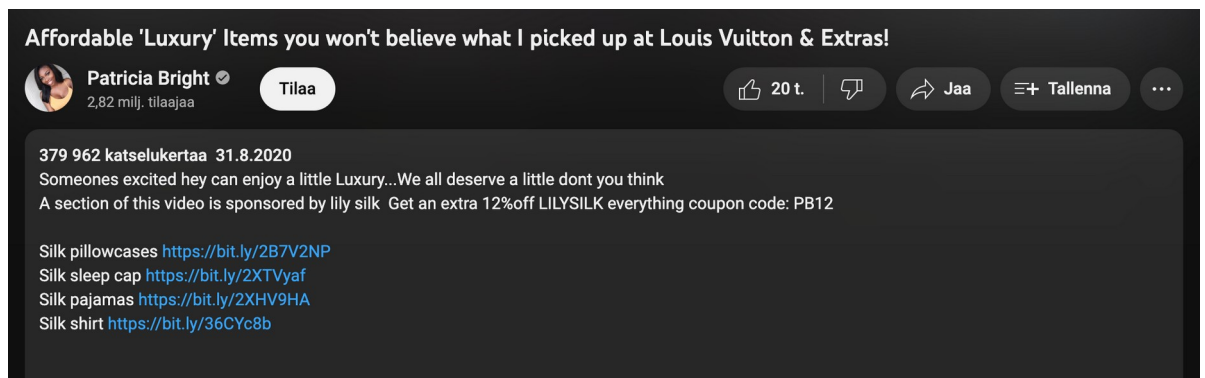 Affordable 'Luxury' Items you won't believe what I picked up at Louis Vuitton & Extras!
Patricia Bright
2,82 milj. tilaajaa
Tilaa
20 t.
Jaa
Tallenna
379 962 katselukertaa 31.8.2020
Someones excited hey can enjoy a little Luxury...We all deserve a little dont you think
A section of this video is sponsored by lily silk Get an extra 12%off LILYSILK everything coupon code: PB12
Silk pillowcases https://bit.ly/2B7V2NP
Silk sleep cap https://bit.ly/2XTVyaf
Silk pajamas https://bit.ly/2XHV9HA
Silk shirt https://bit.ly/36CYc8b